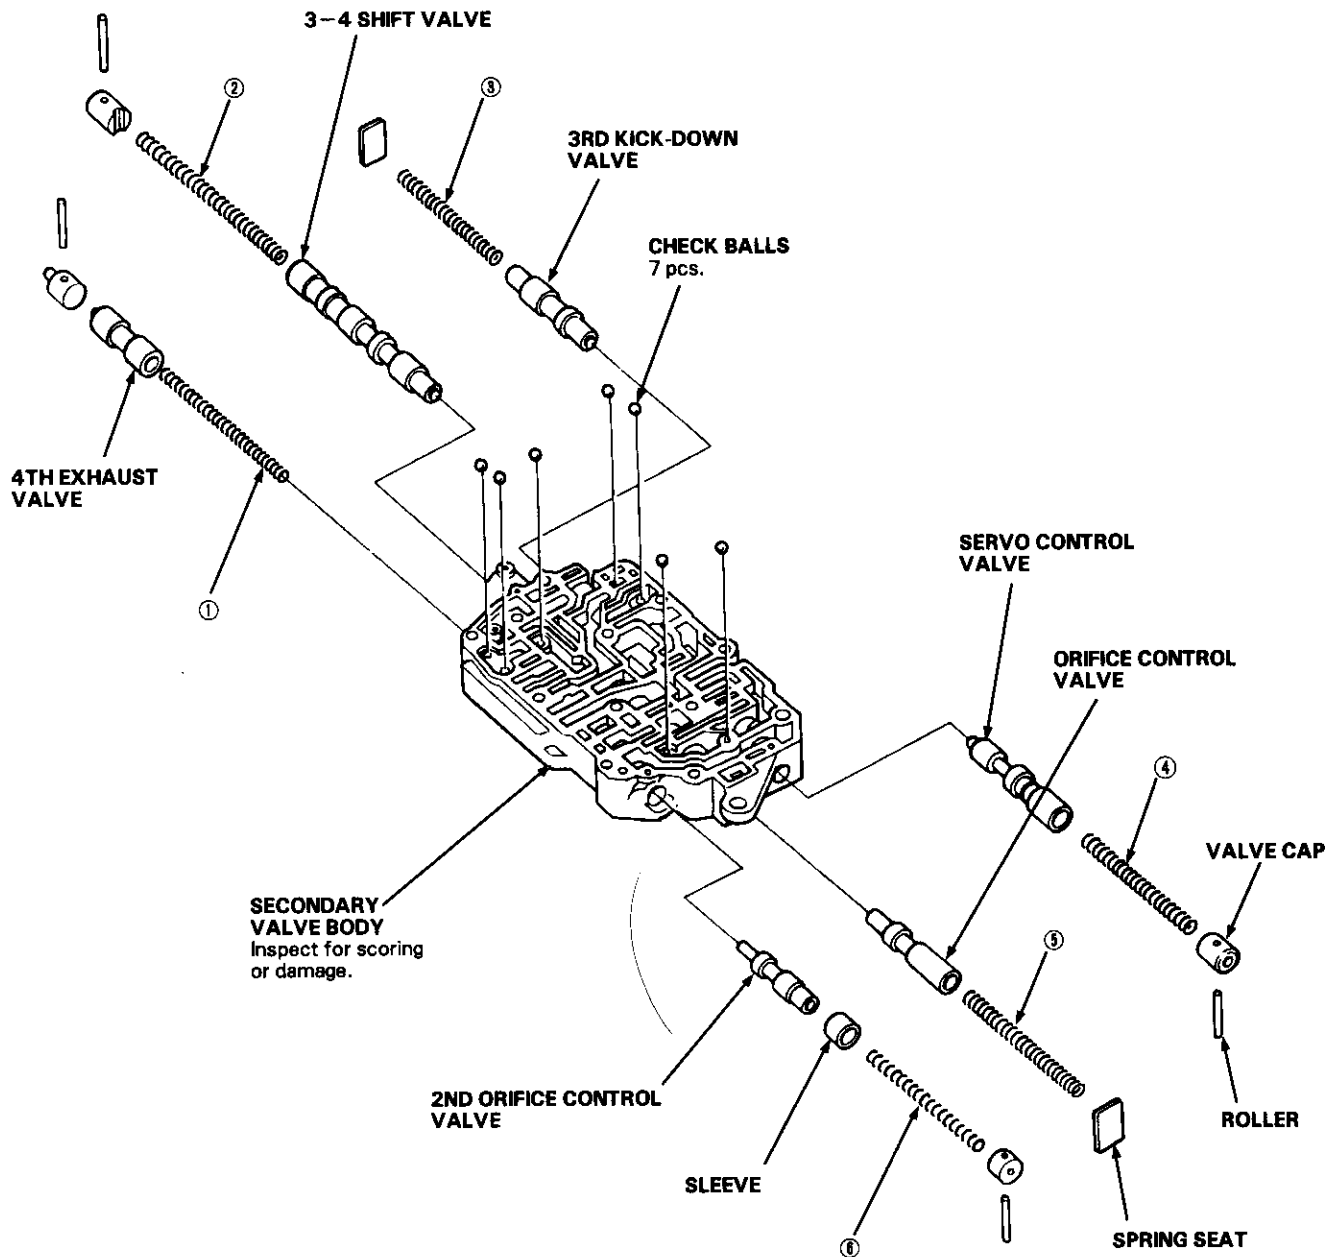 3-4 SHIFT VALVE
②
③
3RD KICK-DOWN
VALVE
CHECK BALLS
7 pcs.
4TH EXHAUST
VALVE
①
SERVO CONTROL
VALVE
ORIFICE CONTROL
VALVE
④
VALVE CAP
SECONDARY
VALVE BODY
Inspect for scoring
or damage.
⑤
2ND ORIFICE CONTROL
VALVE
ROLLER
SLEEVE
⑥
SPRING SEAT